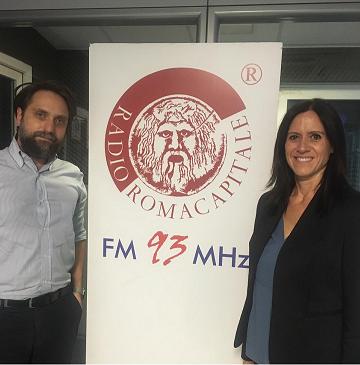 ®
RADIO ROMACAPITALE
FM 93 MHz